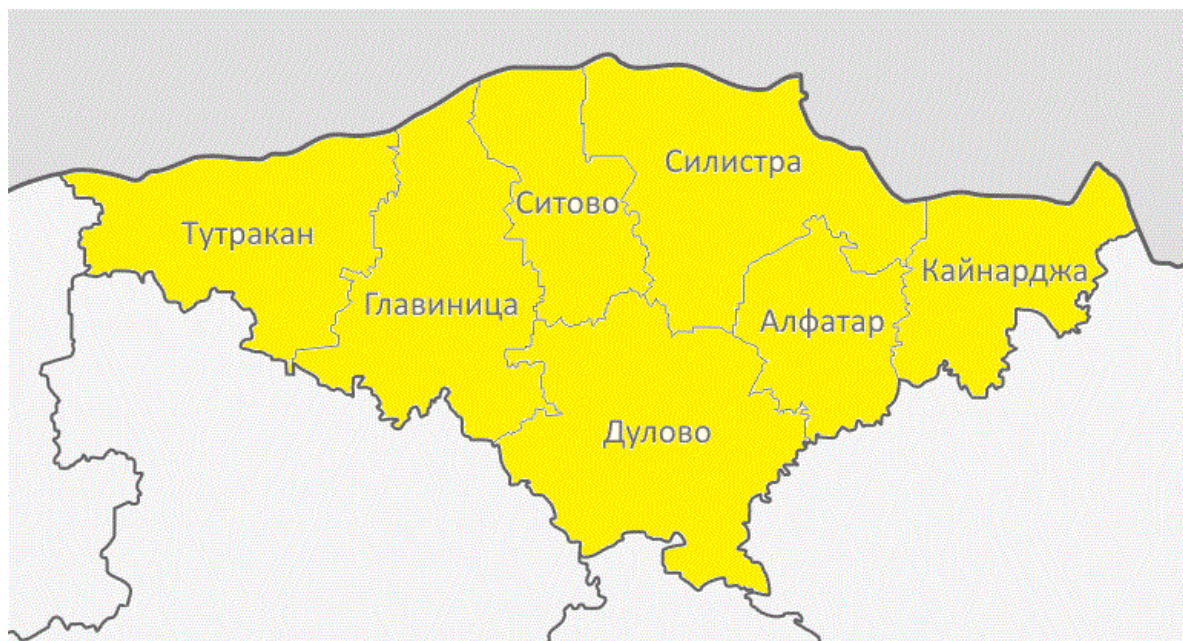 Силистра
Ситово
Тутракан
Кайнарджа
Главиница
Алфатар
Дулово